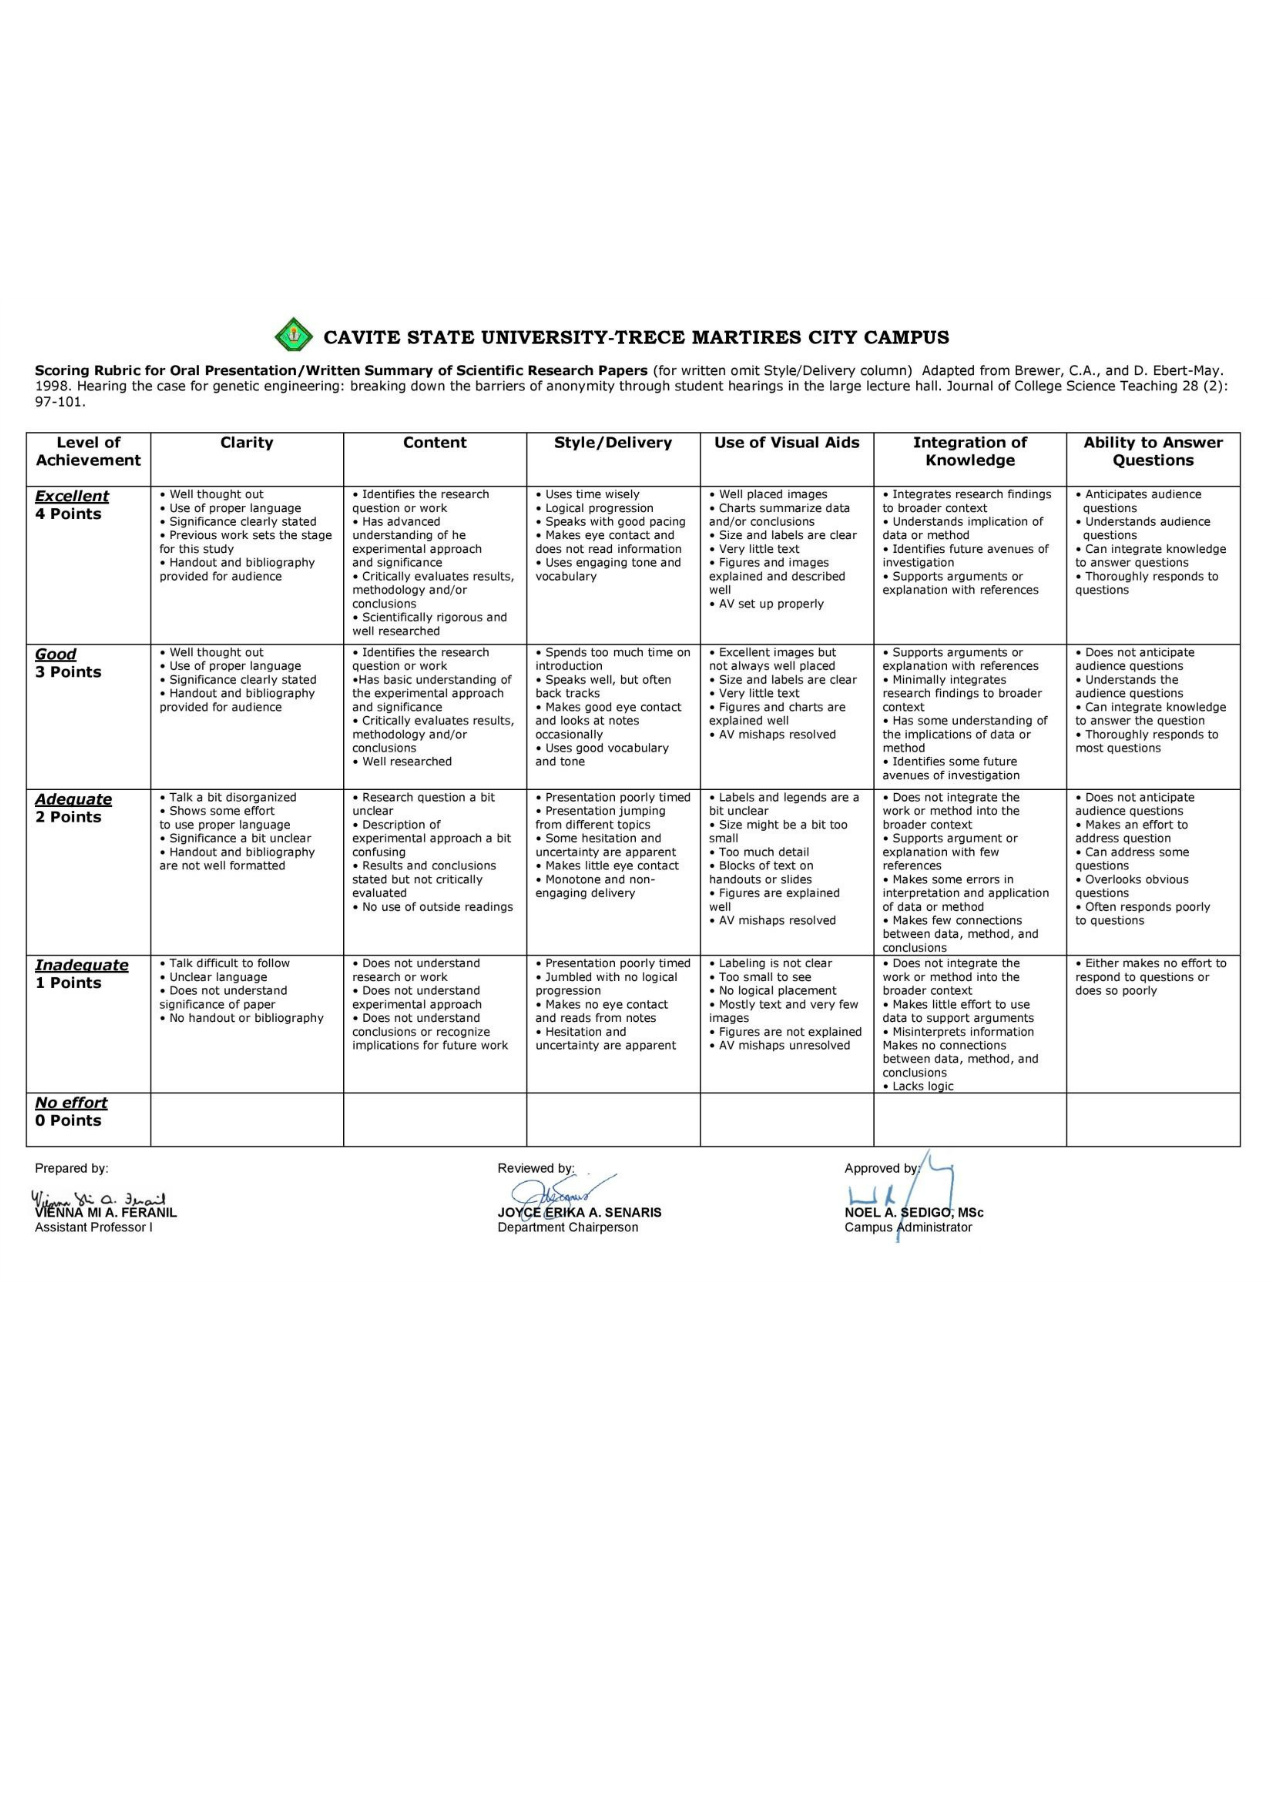 CAVITE STATE UNIVERSITY-TRECE MARTIRES CITY CAMPUS
Scoring Rubric for Oral Presentation/Written Summary of Scientific Research Papers (for written omit Style/Delivery column) Adapted from Brewer, C.A., and D. Ebert-May.
1998. Hearing the case for genetic engineering: breaking down the barriers of anonymity through student hearings in the large lecture hall. Journal of College Science Teaching 28 (2):
97-101.
Level of
Achievement
Clarity
Content
Style/Delivery
Use of Visual Aids
Integration of
Knowledge
Ability to Answer
Questions
Excellent
4 Points
• Well thought out
• Use of proper language
• Significance clearly stated
• Previous work sets the stage
for this study
• Handout and bibliography
provided for audience
• Identifies the research
question or work
• Has advanced
understanding of he
experimental approach
and significance
• Critically evaluates results,
methodology and/or
conclusions
• Scientifically rigorous and
well researched
• Uses time wisely
• Logical progression
• Speaks with good pacing
• Makes eye contact and
does not read information
• Uses engaging tone and
vocabulary
• Well placed images
• Charts summarize data
and/or conclusions
• Size and labels are clear
• Very little text
• Figures and images
explained and described
well
• AV set up properly
• Integrates research findings
to broader context
• Understands implication of
data or method
• Identifies future avenues of
investigation
• Supports arguments or
explanation with references
• Anticipates audience
questions
• Understands audience
questions
• Can integrate knowledge
to answer questions
• Thoroughly responds to
questions
Good
3 Points
• Well thought out
• Use of proper language
• Significance clearly stated
• Handout and bibliography
provided for audience
• Identifies the research
question or work
•Has basic understanding of
the experimental approach
and significance
• Critically evaluates results,
methodology and/or
conclusions
• Well researched
• Spends too much time on
introduction
• Speaks well, but often
back tracks
• Makes good eye contact
and looks at notes
occasionally
• Uses good vocabulary
and tone
• Excellent images but
not always well placed
• Size and labels are clear
• Very little text
• Figures and charts are
explained well
• AV mishaps resolved
• Supports arguments or
explanation with references
• Minimally integrates
research findings to broader
context
• Has some understanding of
the implications of data or
method
• Identifies some future
avenues of investigation
• Does not anticipate
audience questions
• Understands the
audience questions
• Can integrate knowledge
to answer the question
• Thoroughly responds to
most questions
Adequate
2 Points
• Talk a bit disorganized
• Shows some effort
to use proper language
• Significance a bit unclear
• Handout and bibliography
are not well formatted
• Research question a bit
unclear
• Description of
experimental approach a bit
confusing
• Results and conclusions
stated but not critically
evaluated
• No use of outside readings
• Presentation poorly timed
• Presentation jumping
from different topics
• Some hesitation and
uncertainty are apparent
• Makes little eye contact
• Monotone and non-
engaging delivery
• Labels and legends are a
bit unclear
• Size might be a bit too
small
• Too much detail
• Blocks of text on
handouts or slides
• Figures are explained
well
• AV mishaps resolved
• Does not integrate the
work or method into the
broader context
• Supports argument or
explanation with few
references
• Makes some errors in
interpretation and application
of data or method
• Makes few connections
between data, method, and
conclusions
• Does not anticipate
audience questions
• Makes an effort to
address question
• Can address some
questions
• Overlooks obvious
questions
• Often responds poorly
to questions
Inadequate
1 Points
• Talk difficult to follow
• Unclear language
• Does not understand
significance of paper
• No handout or bibliography
• Does not understand
research or work
• Does not understand
experimental approach
• Does not understand
conclusions or recognize
implications for future work
• Presentation poorly timed
• Jumbled with no logical
progression
• Makes no eye contact
and reads from notes
• Hesitation and
uncertainty are apparent
• Labeling is not clear
• Too small to see
• No logical placement
• Mostly text and very few
images
• Figures are not explained
• AV mishaps unresolved
• Does not integrate the
work or method into the
broader context
• Makes little effort to use
data to support arguments
• Misinterprets information
Makes no connections
between data, method, and
conclusions
• Lacks logic
• Either makes no effort to
respond to questions or
does so poorly
No effort
0 Points
Prepared by:
Reviewed by:
Approved by:
VIENNA MI A. FERANIL
JOYCE ERIKA A. SENARIS
NOEL A. SEDIGO, MSc
Assistant Professor I
Department Chairperson
Campus Administrator